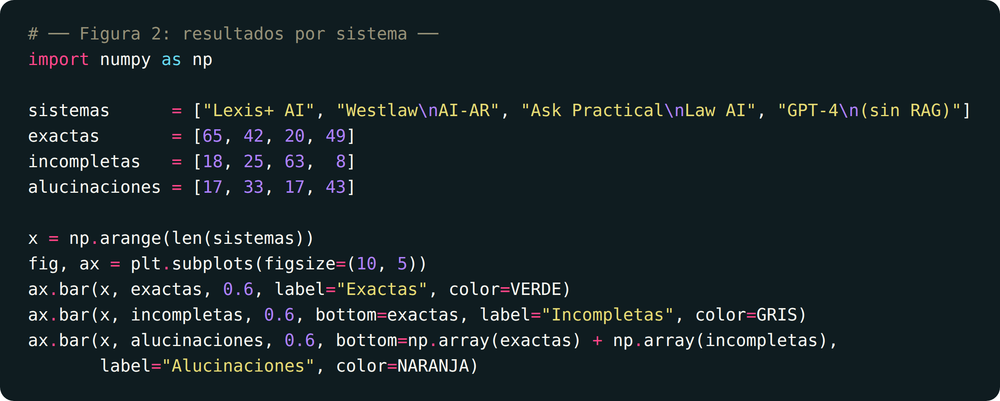 # ── Figura 2: resultados por sistema ──
import numpy as np

sistemas      = ["Lexis+ AI", "Westlaw\nAI-AR", "Ask Practical\nLaw AI", "GPT-4\n(sin RAG)"]
exactas       = [65, 42, 20, 49]
incompletas   = [18, 25, 63,  8]
alucinaciones = [17, 33, 17, 43]

x = np.arange(len(sistemas))
fig, ax = plt.subplots(figsize=(10, 5))
ax.bar(x, exactas, 0.6, label="Exactas", color=VERDE)
ax.bar(x, incompletas, 0.6, bottom=exactas, label="Incompletas", color=GRIS)
ax.bar(x, alucinaciones, 0.6, bottom=np.array(exactas) + np.array(incompletas),
       label="Alucinaciones", color=NARANJA)